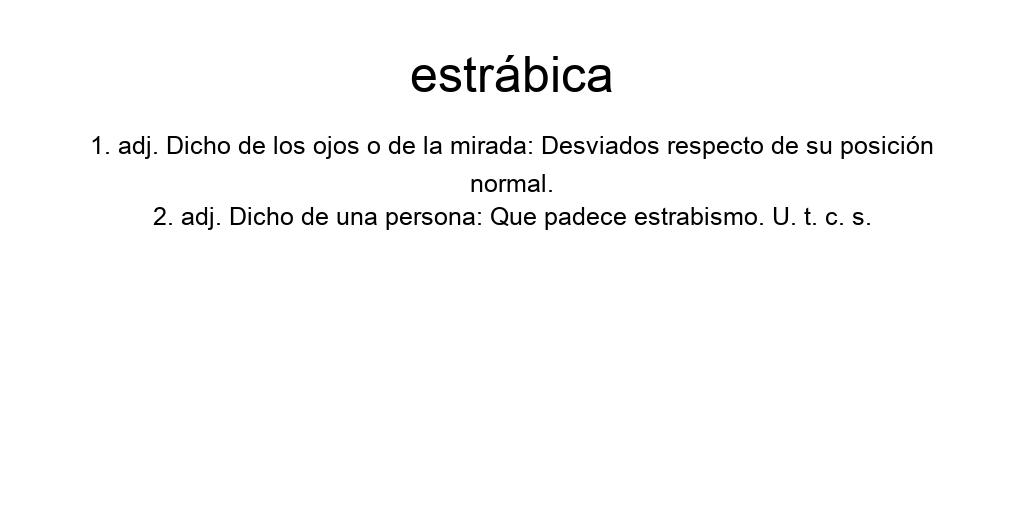 estrábica
1. adj. Dicho de los ojos o de la mirada: Desviados respecto de su posición
normal.
2. adj. Dicho de una persona: Que padece estrabismo. U. t. c. s.